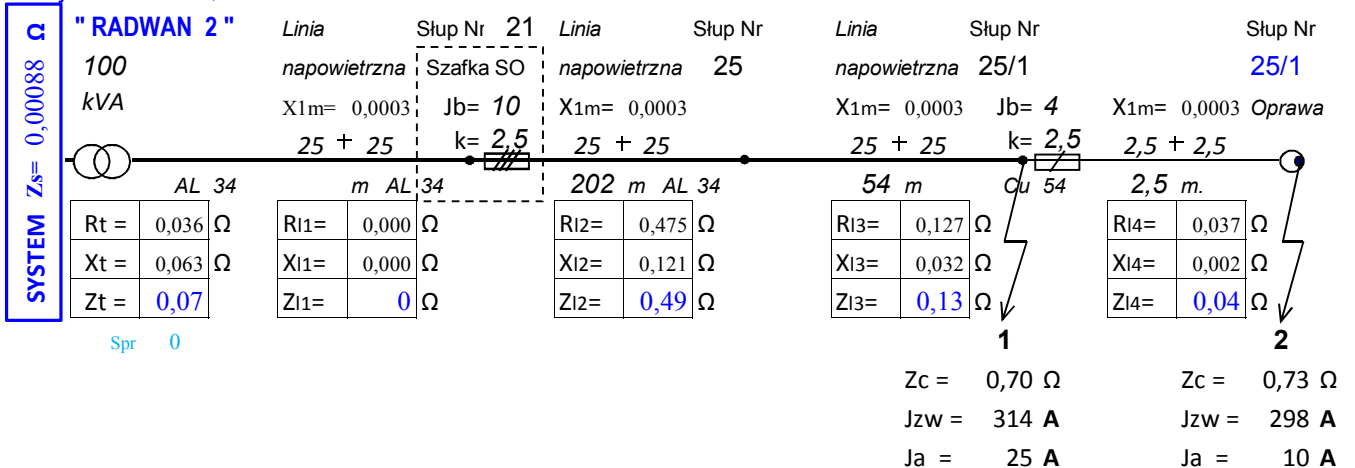 SYSTEM Zs= 0,00088 Ω
" RADWAN 2 " Linia Słup Nr 21 Linia Słup Nr Linia Słup Nr Słup Nr
100 napowietrzna Szafka SO napowietrzna 25 napowietrzna 25/1 25/1
kVA X1m= 0,0003 Jb= 10 X1m= 0,0003 X1m= 0,0003 Jb= 4 X1m= 0,0003 Oprawa
25 + 25 k= 2,5 25 + 25 25 + 25 k= 2,5 2,5 + 2,5
AL 34 m AL 34 202 m AL 34 54 m Cu 54 2,5 m.
Rt = 0,036 Ω Rl1= 0,000 Ω Rl2= 0,475 Ω Rl3= 0,127 Ω Rl4= 0,037 Ω
Xt = 0,063 Ω Xl1= 0,000 Ω Xl2= 0,121 Ω Xl3= 0,032 Ω Xl4= 0,002 Ω
Zt = 0,07 Zl1= 0 Ω Zl2= 0,49 Ω Zl3= 0,13 Ω Zl4= 0,04 Ω
Spr 0 1 2
Zc = 0,70 Ω Zc = 0,73 Ω
Jzw = 314 A Jzw = 298 A
Ja = 25 A Ja = 10 A